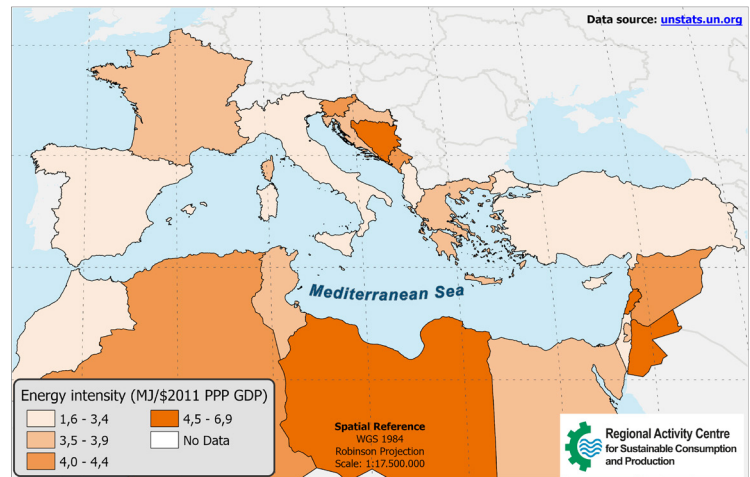 Data source: unstats.un.org
Mediterranean Sea
Energy intensity (MJ/$2011 PPP GDP)
1,6 - 3,4
4,5 - 6,9
3,5 - 3,9
No Data
4,0 - 4,4
Spatial Reference
WGS 1984
Robinson Projection
Scale: 1:17.500.000
Regional Activity Centre
for Sustainable Consumption
and Production